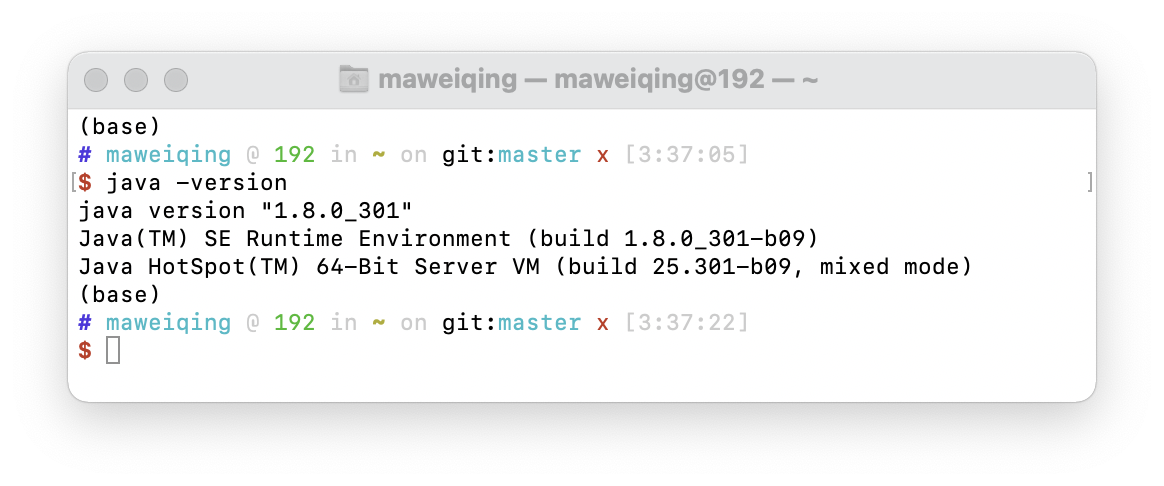 maweiqing — maweiqing@192 — ~
(base)
# maweiqing @ 192 in ~ on git:master x [3:37:05]
[$ java -version ]
java version "1.8.0_301"
Java(TM) SE Runtime Environment (build 1.8.0_301-b09)
Java HotSpot(TM) 64-Bit Server VM (build 25.301-b09, mixed mode)
(base)
# maweiqing @ 192 in ~ on git:master x [3:37:22]
$